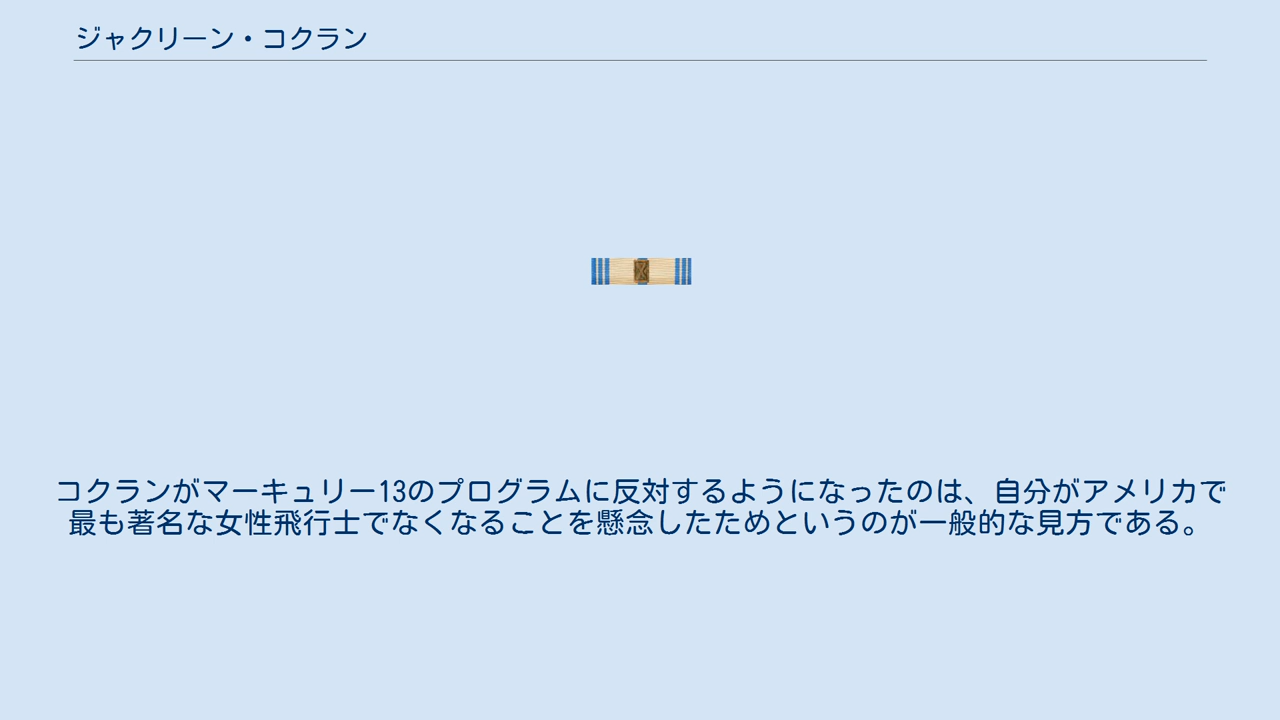 ジャクリーン・コクラン
コクランがマーキュリー13のプログラムに反対するようになったのは、自分がアメリカで
最も著名な女性飛行士でなくなることを懸念したためというのが一般的な見方である。